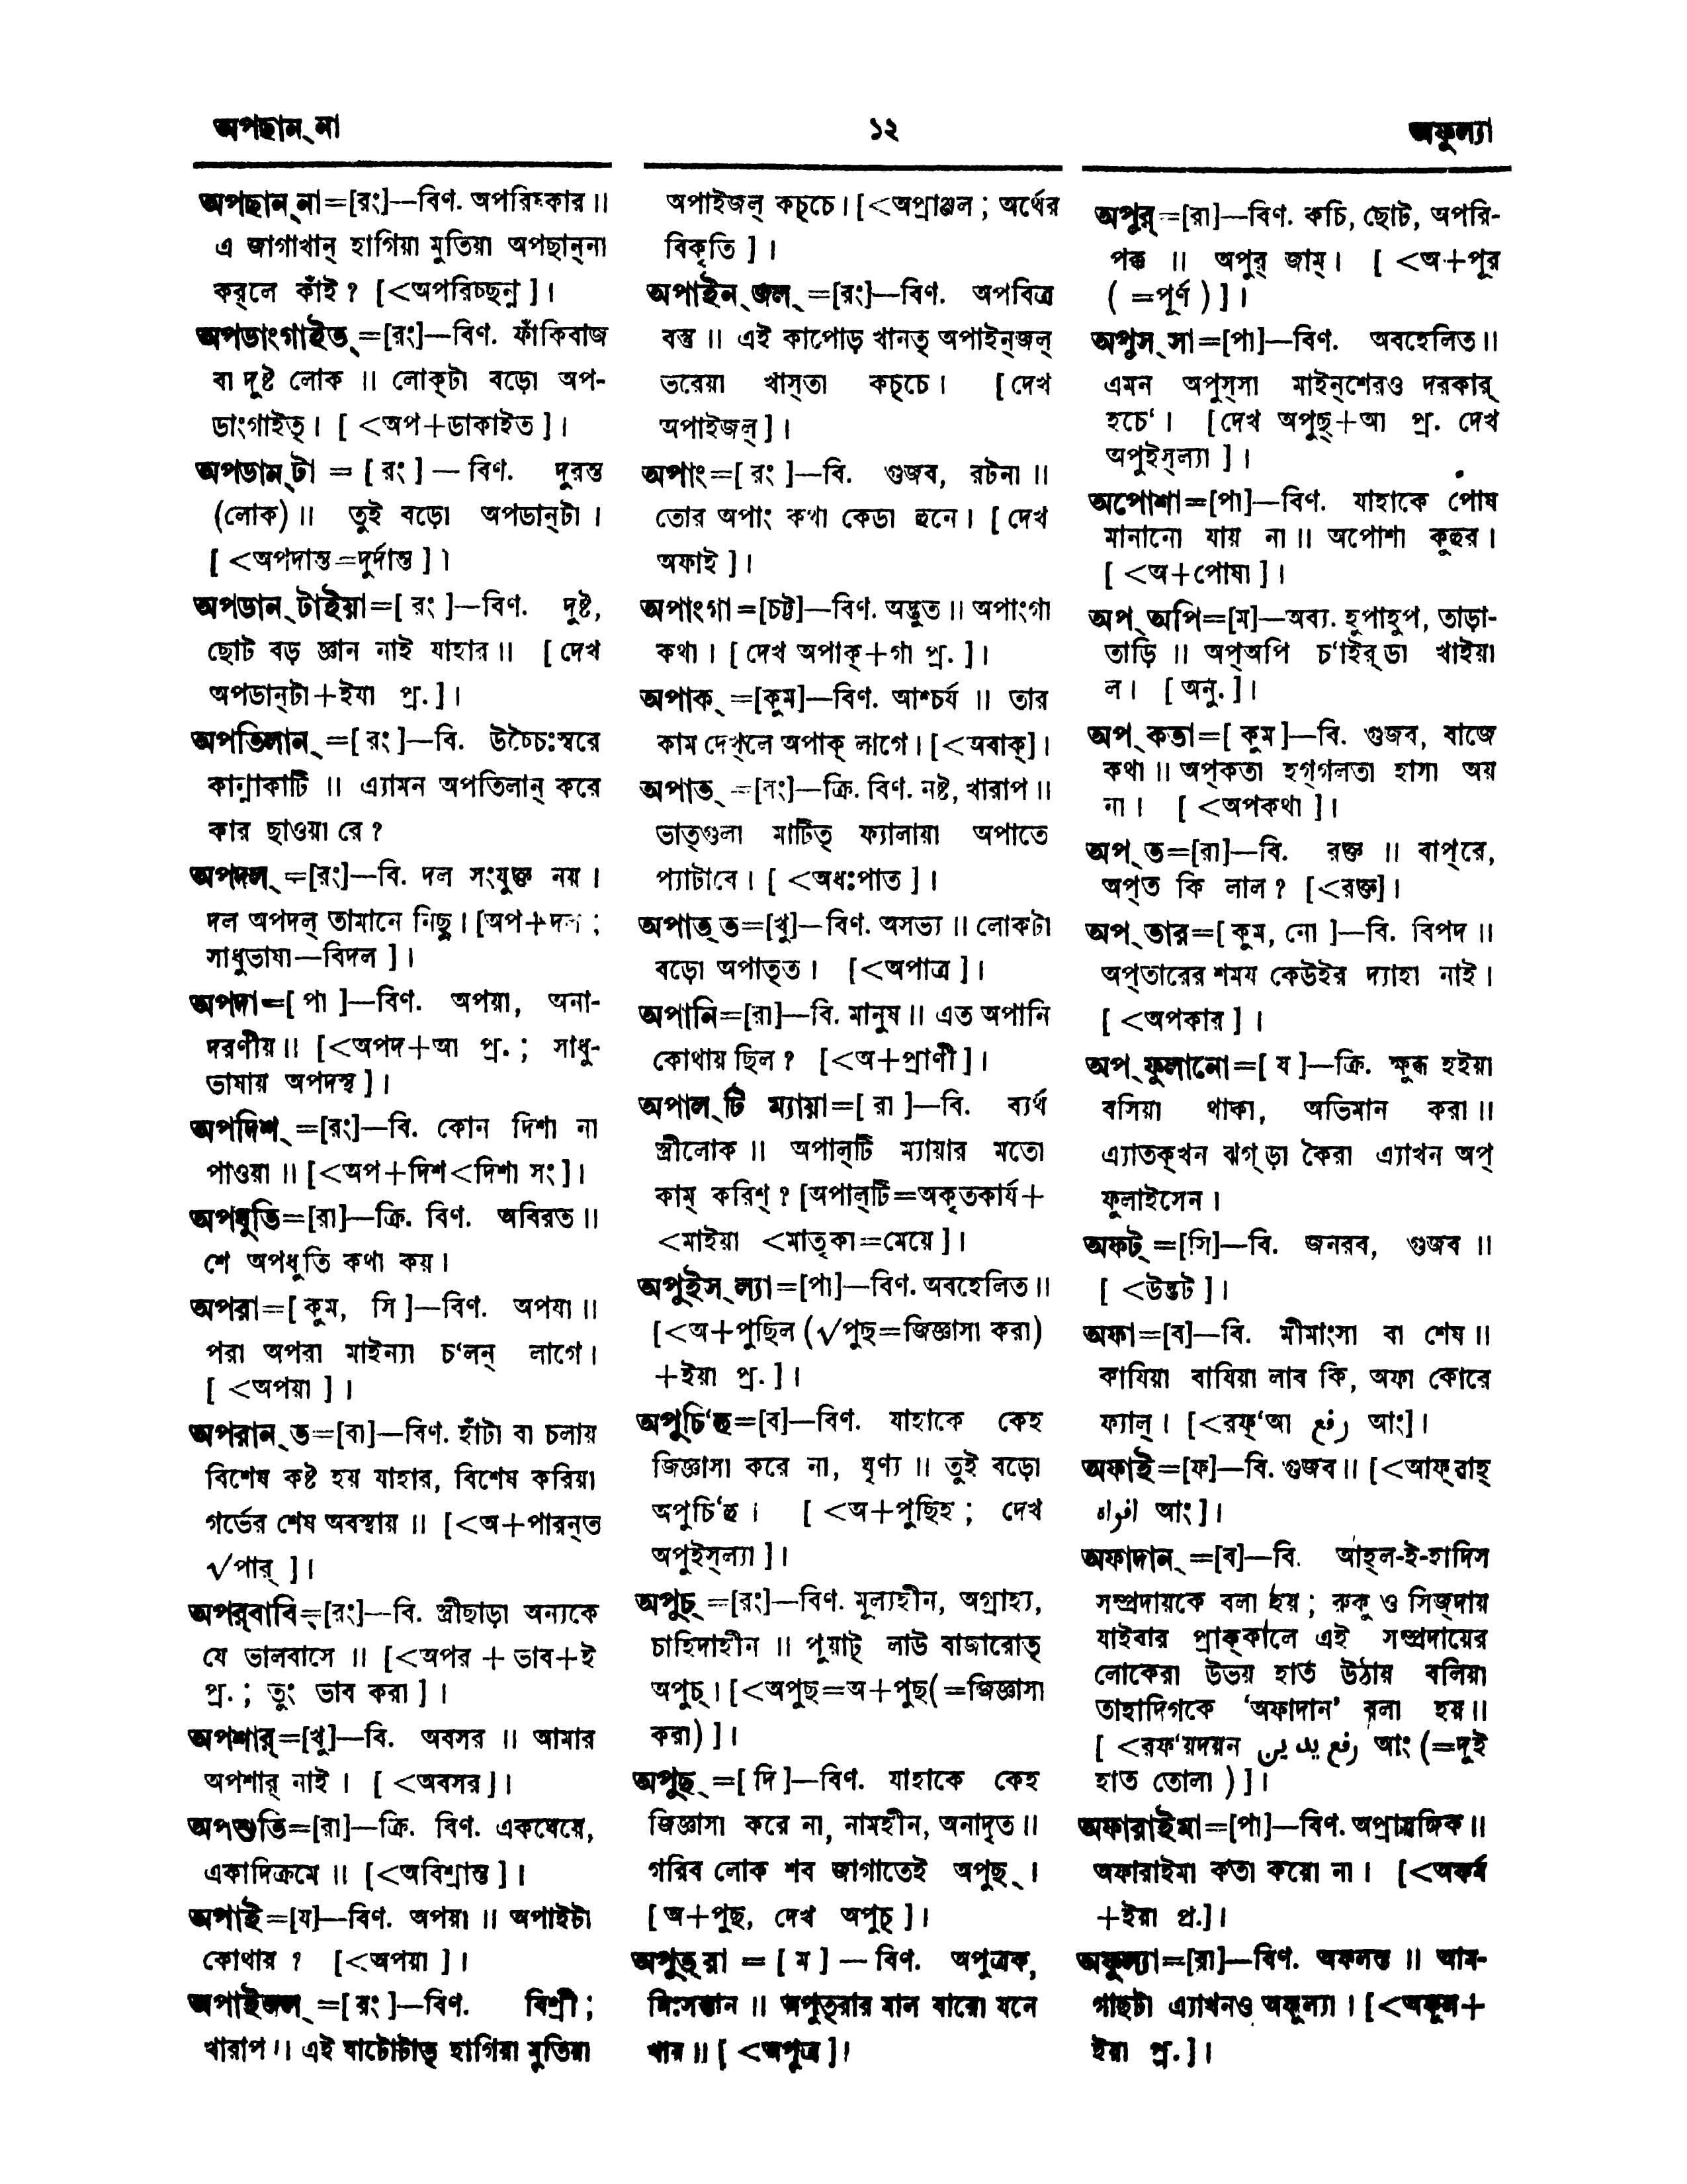 অপছান্‌না
১২
অফুল্যা
অপছান্‌না=[রং]—বিণ. অপরিষ্কার॥
এ জাগাখান্ হাগিয়া মুতিয়া অপছান্‌না
কর্‌লে কাঁই? [<অপরিচ্ছন্ন]।
অপডাংগাইত্=[রং]—বিণ. ফাঁকিবাজ
বা দুষ্ট লোক॥ লোক্‌টা বড়ো অপ-
ডাংগাইত্। [<অপ+ডাকাইত]।
অপডান্‌টা = [রং] — বিণ. দুরন্ত
(লোক)॥ তুই বড়ো অপডান্‌টা।
[<অপদান্ত=দুর্দান্ত]।
অপডান্‌টাইয়া=[রং]—বিণ. দুষ্ট,
ছোট বড় জ্ঞান নাই যাহার॥ [দেখ
অপডান্‌টা+ইযা প্র.]।
অপতিলান্=[রং]—বি. উচ্চৈঃস্বরে
কান্নাকাটি॥ এ্যামন অপতিলান্ করে
কার ছাওয়া রে?
অপদল্=[রং]—বি. দল সংযুক্ত নয়।
দল অপদল্ তামানে নিছু। [অপ+দল;
সাধুভাষা—বিদল]।
অপদা=[পা]—বিণ. অপয়া, অনা-
দরণীয়॥ [<অপদ+আ প্র.; সাধু-
ভাষায় অপদস্থ]।
অপদিশ্=[রং]—বি. কোন দিশা না
পাওয়া॥ [<অপ+দিশ<দিশা সং]।
অপধুতি=[রা]—ক্রি. বিণ. অবিরত॥
শে অপধুতি কথা কয়।
অপরা=[কুম, সি]—বিণ. অপযা॥
পরা অপরা মাইন্যা চ‘লন্ লাগে।
[<অপয়া]।
অপরান্‌ত=[বা]—বিণ. হাঁটা বা চলায়
বিশেষ কষ্ট হয় যাহার, বিশেষ করিয়া
গর্ভের শেষ অবস্থায়॥ [<অ+পারন্‌ত
√পার্]।
অপর্‌বাবি=[রং]—বি. স্ত্রীছাড়া অন্যকে
যে ভালবাসে॥ [<অপর+ভাব+ই
প্র.; তুং ভাব করা]।
অপশার্=[খু]—বি. অবসর॥ আমার
অপশার্ নাই। [<অবসর]।
অপশুতি=[রা]—ক্রি. বিণ. একঘেয়ে,
একাদিক্রমে॥ [<অবিশ্রান্ত]।
অপাই=[য]—বিণ. অপয়া॥ অপাইটা
কোথায়? [<অপয়া]।
অপাইজল্=[রং]—বিণ. বিশ্রী;
খারাপ॥ এই ঘাটোটাত্ হাগিয়া মুতিয়া
অপাইজল্ কচ্চে। [<অপ্রাঞ্জল; অর্থের
বিকৃতি]।
অপাইন্‌জল্=[রং]—বিণ. অপবিত্র
বস্তু॥ এই কাপোড় খানত্ অপাইন্‌জল্
ভরেয়া খাস্‌তা কচ্চে। [দেখ
অপাইজল্]।
অপাং=[রং]—বি. গুজব, রটনা॥
তোর অপাং কথা কেডা হুনে। [দেখ
অফাই]।
অপাংগা=[চট্ট]—বিণ. অদ্ভুত॥ অপাংগা
কথা। [দেখ অপাক্+গা প্র.]।
অপাক্=[কুম]—বিণ. আশ্চর্য॥ তার
কাম দেখ্‌লে অপাক্ লাগে। [<অবাক্]।
অপাত্=[রং]—ক্রি. বিণ. নষ্ট, খারাপ॥
ভাত্‌গুলা মাটিত্ ফ্যালায়া অপাতে
প্যাটাবে। [<অধঃপাত]।
অপাত্‌ত=[খু]—বিণ. অসভ্য॥ লোকটা
বড়ো অপাত্‌ত। [<অপাত্র]।
অপানি=[রা]—বি. মানুষ॥ এত অপানি
কোথায় ছিল? [<অ+প্রাণী]।
অপাল্‌টি ম্যায়া=[রা]—বি. ব্যর্থ
স্ত্রীলোক॥ অপাল্‌টি ম্যায়ার মতো
কাম্ করিশ্? [অপাল্‌টি=অকৃতকার্য+
<মাইয়া <মাতৃকা=মেয়ে]।
অপুইস্‌ল্যা=[পা]—বিণ. অবহেলিত॥
[<অ+পুছিল (√পুছ=জিজ্ঞাসা করা)
+ইয়া প্র.]।
অপুচি‘হু=[ব]—বিণ. যাহাকে কেহ
জিজ্ঞাসা করে না, ঘৃণ্য॥ তুই বড়ো
অপুচি‘হু। [<অ+পুছিহ; দেখ
অপুইস্‌ল্যা]।
অপুচ্=[রং]—বিণ. মূল্যহীন, অগ্রাহ্য,
চাহিদাহীন॥ পুয়াট্ লাউ বাজারোত্
অপুচ্। [<অপুছ=অ+পুছ(=জিজ্ঞাসা
করা)]।
অপুছ্=[দি]—বিণ. যাহাকে কেহ
জিজ্ঞাসা করে না, নামহীন, অনাদৃত॥
গরিব লোক শব জাগাতেই অপুছ্।
[অ+পুছ, দেখ অপুচ্]।
অপুত্‌রা = [ম] — বিণ. অপুত্রক,
নিঃসন্তান॥ অপুত্‌রার মাল বারো যনে
খায়॥ [<অপুত্র]।
অপুর্=[রা]—বিণ. কচি, ছোট, অপরি-
পক্ক॥ অপুর্ জাম্। [<অ+পূর
(=পূর্ণ)]।
অপুস্‌সা=[পা]—বিণ. অবহেলিত॥
এমন অপুস্‌সা মাইন্‌শেরও দরকার্
হচে‘। [দেখ অপুছ্+আ প্র. দেখ
অপুইস্‌ল্যা]।
অপোশা=[পা]—বিণ. যাহাকে পোষ
মানানো যায় না॥ অপোশা কুহুর।
[<অ+পোষা]।
অপ্‌অপি=[ম]—অব্য. হুপাহুপ, তাড়া-
তাড়ি॥ অপ্‌অপি চ‘াইর্‌ডা খাইয়া
ল। [অনু.]।
অপ্‌কতা=[কুম]—বি. গুজব, বাজে
কথা॥ অপ্‌কতা হগ্‌গলতা হাসা অয়
না। [<অপকথা]।
অপ্‌ত=[রা]—বি. রক্ত॥ বাপ্‌রে,
অপ্‌ত কি লাল? [<রক্ত]।
অপ্‌তার=[কুম, নো]—বি. বিপদ॥
অপ্‌তারের শময কেউইর দ্যাহা নাই।
[<অপকার]।
অপ্‌ফুলানো=[য]—ক্রি. ক্ষুব্ধ হইয়া
বসিয়া থাকা, অভিমান করা॥
এ্যাতক্‌খন ঝগ্‌ড়া কৈরা এ্যাখন অপ্
ফুলাইসেন।
অফট্=[সি]—বি. জনরব, গুজব॥
[<উদ্ভট]।
অফা=[ব]—বি. মীমাংসা বা শেষ॥
কাযিয়া বাযিয়া লাব কি, অফা কোরে
ফ্যাল্। [<রফ্‘আ رفع আং]।
অফাই=[ফ]—বি. গুজব॥ [<আফ্‌ৱাহ্
افواه আং]।
অফাদান্=[ব]—বি. আহ্‌ল-ই-হাদিস
সম্প্রদায়কে বলা হয়; রুকু ও সিজ্‌দায়
যাইবার প্রাক্‌কালে এই সম্প্রদায়ের
লোকেরা উভয় হাত উঠায় বলিয়া
তাহাদিগকে ‘অফাদান’ বলা হয়॥
[<রফ‘য়দয়ন رفع يدين আং (=দুই
হাত তোলা)]।
অফারাইমা=[পা]—বিণ. অপ্রাসঙ্গিক॥
অফারাইমা কতা কয়ো না। [<অকর্ম
+ইয়া প্র.]।
অফুল্যা=[রা]—বিণ. অফলন্ত॥ আম-
গাছটা এ্যাখনও অফুল্যা। [<অফুল+
ইয়া প্র.]।